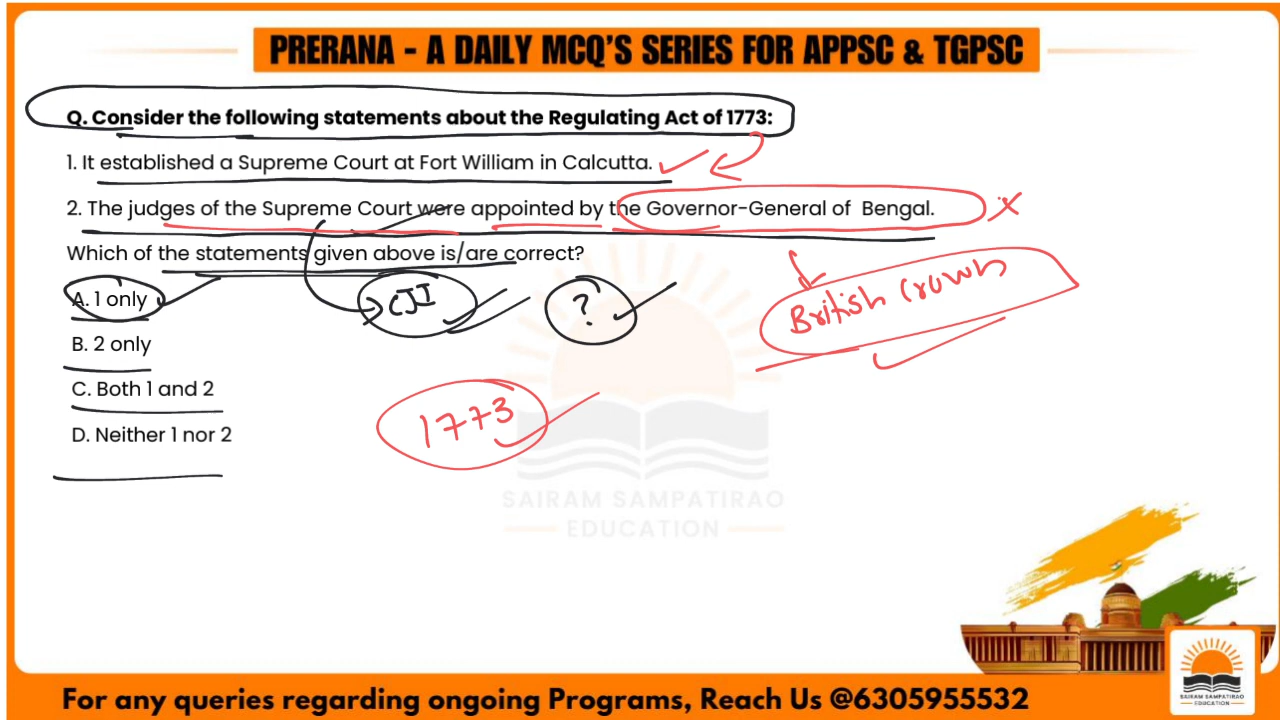 PRERANA - A DAILY MCQ'S SERIES FOR APPSC & TGPSC
Q. Consider the following statements about the Regulating Act of 1773:
1. It established a Supreme Court at Fort William in Calcutta.
2. The judges of the Supreme Court were appointed by the Governor-General of Bengal.
Which of the statements given above is/are correct?
A. 1 only
CJI
?
British Crown
B. 2 only
C. Both 1 and 2
1773
D. Neither 1 nor 2
SAIRAM SAMPATIRAO
EDUCATION
SAIRAM SAMPATIRAO
EDUCATION
For any queries regarding ongoing Programs, Reach Us @6305955532